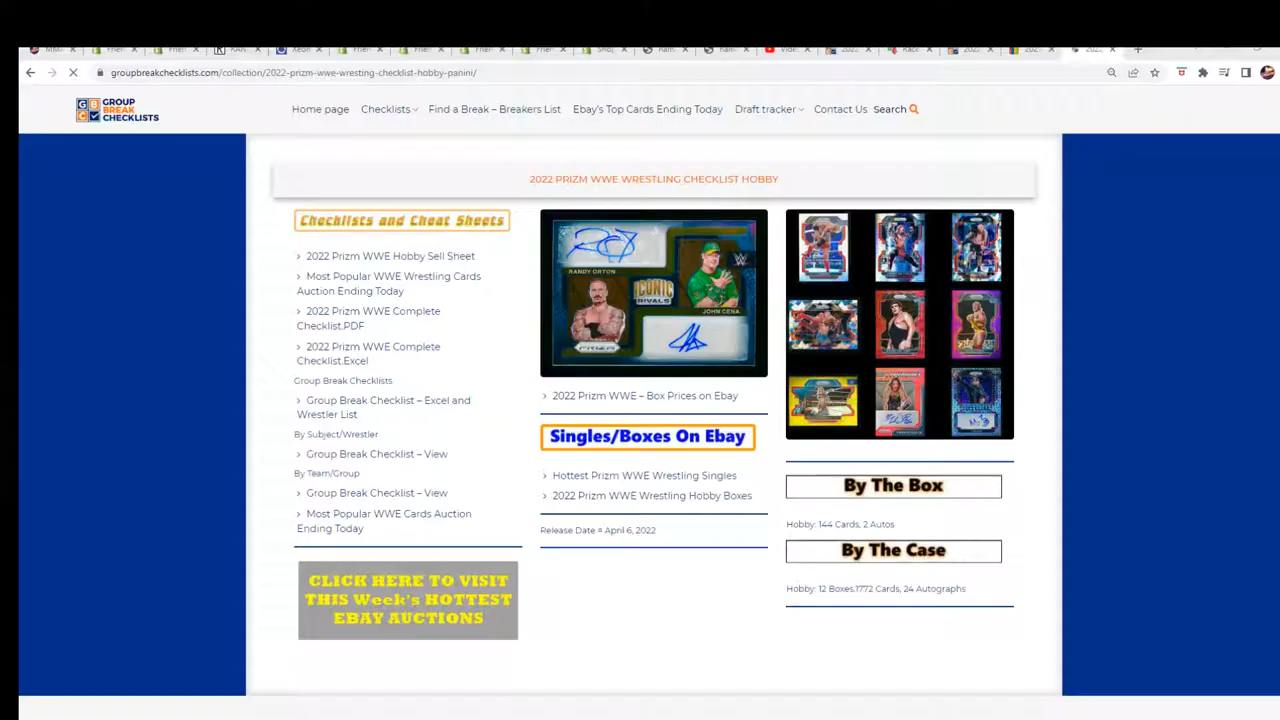 groupbreakchecklists.com/collection/2022-prizm-wwe-wresting-checklist-hobby-panini/
GROUP
BREAK
CHECKLISTS
Home page Checklists Find a Break – Breakers List Ebay's Top Cards Ending Today Draft tracker Contact Us Search
2022 PRIZM WWE WRESTLING CHECKLIST HOBBY
Checklists and Cheat Sheets
2022 Prizm WWE Hobby Sell Sheet
Most Popular WWE Wrestling Cards
Auction Ending Today
2022 Prizm WWE Complete
Checklist.PDF
2022 Prizm WWE Complete
Checklist.Excel
Group Break Checklists
Group Break Checklist – Excel and
Wrestler List
By Subject/Wrestler
Group Break Checklist – View
By Team/Group
Group Break Checklist – View
Most Popular WWE Cards Auction
Ending Today
CLICK HERE TO VISIT
THIS Week's HOTTEST
EBAY AUCTIONS
RANDY ORTON
ICONIC
RIVALS
JOHN CENA
PRIZM
2022 Prizm WWE – Box Prices on Ebay
Singles/Boxes On Ebay
Hottest Prizm WWE Wrestling Singles
2022 Prizm WWE Wrestling Hobby Boxes
Release Date = April 6, 2022
By The Box
Hobby: 144 Cards, 2 Autos
By The Case
Hobby: 12 Boxes,1772 Cards, 24 Autographs